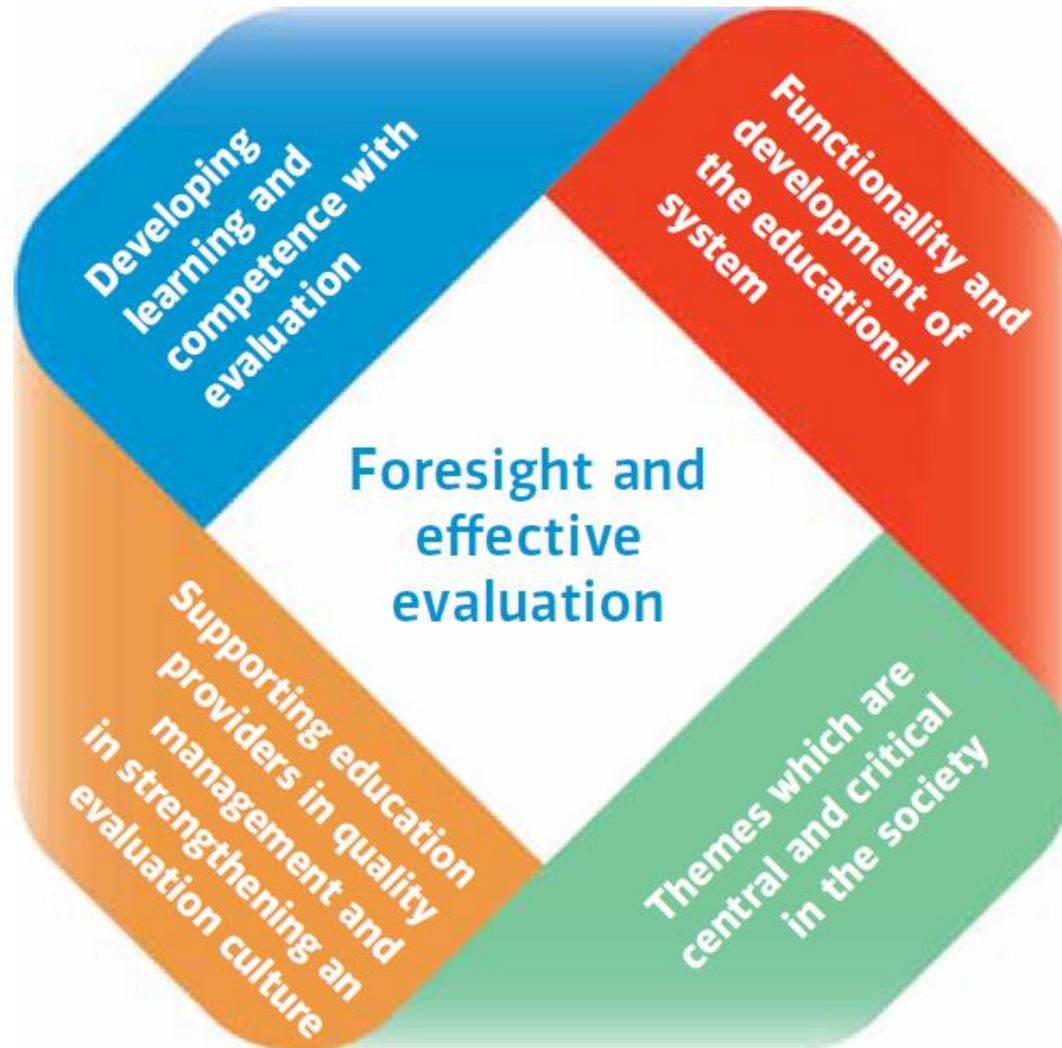 Developing
learning and
competence with
evaluation
Functionality and
development of
the educational
system
Foresight and
effective
evaluation
Supporting education
providers in quality
management and
in strengthening an
evaluation culture
Themes which are
central and critical
in the society